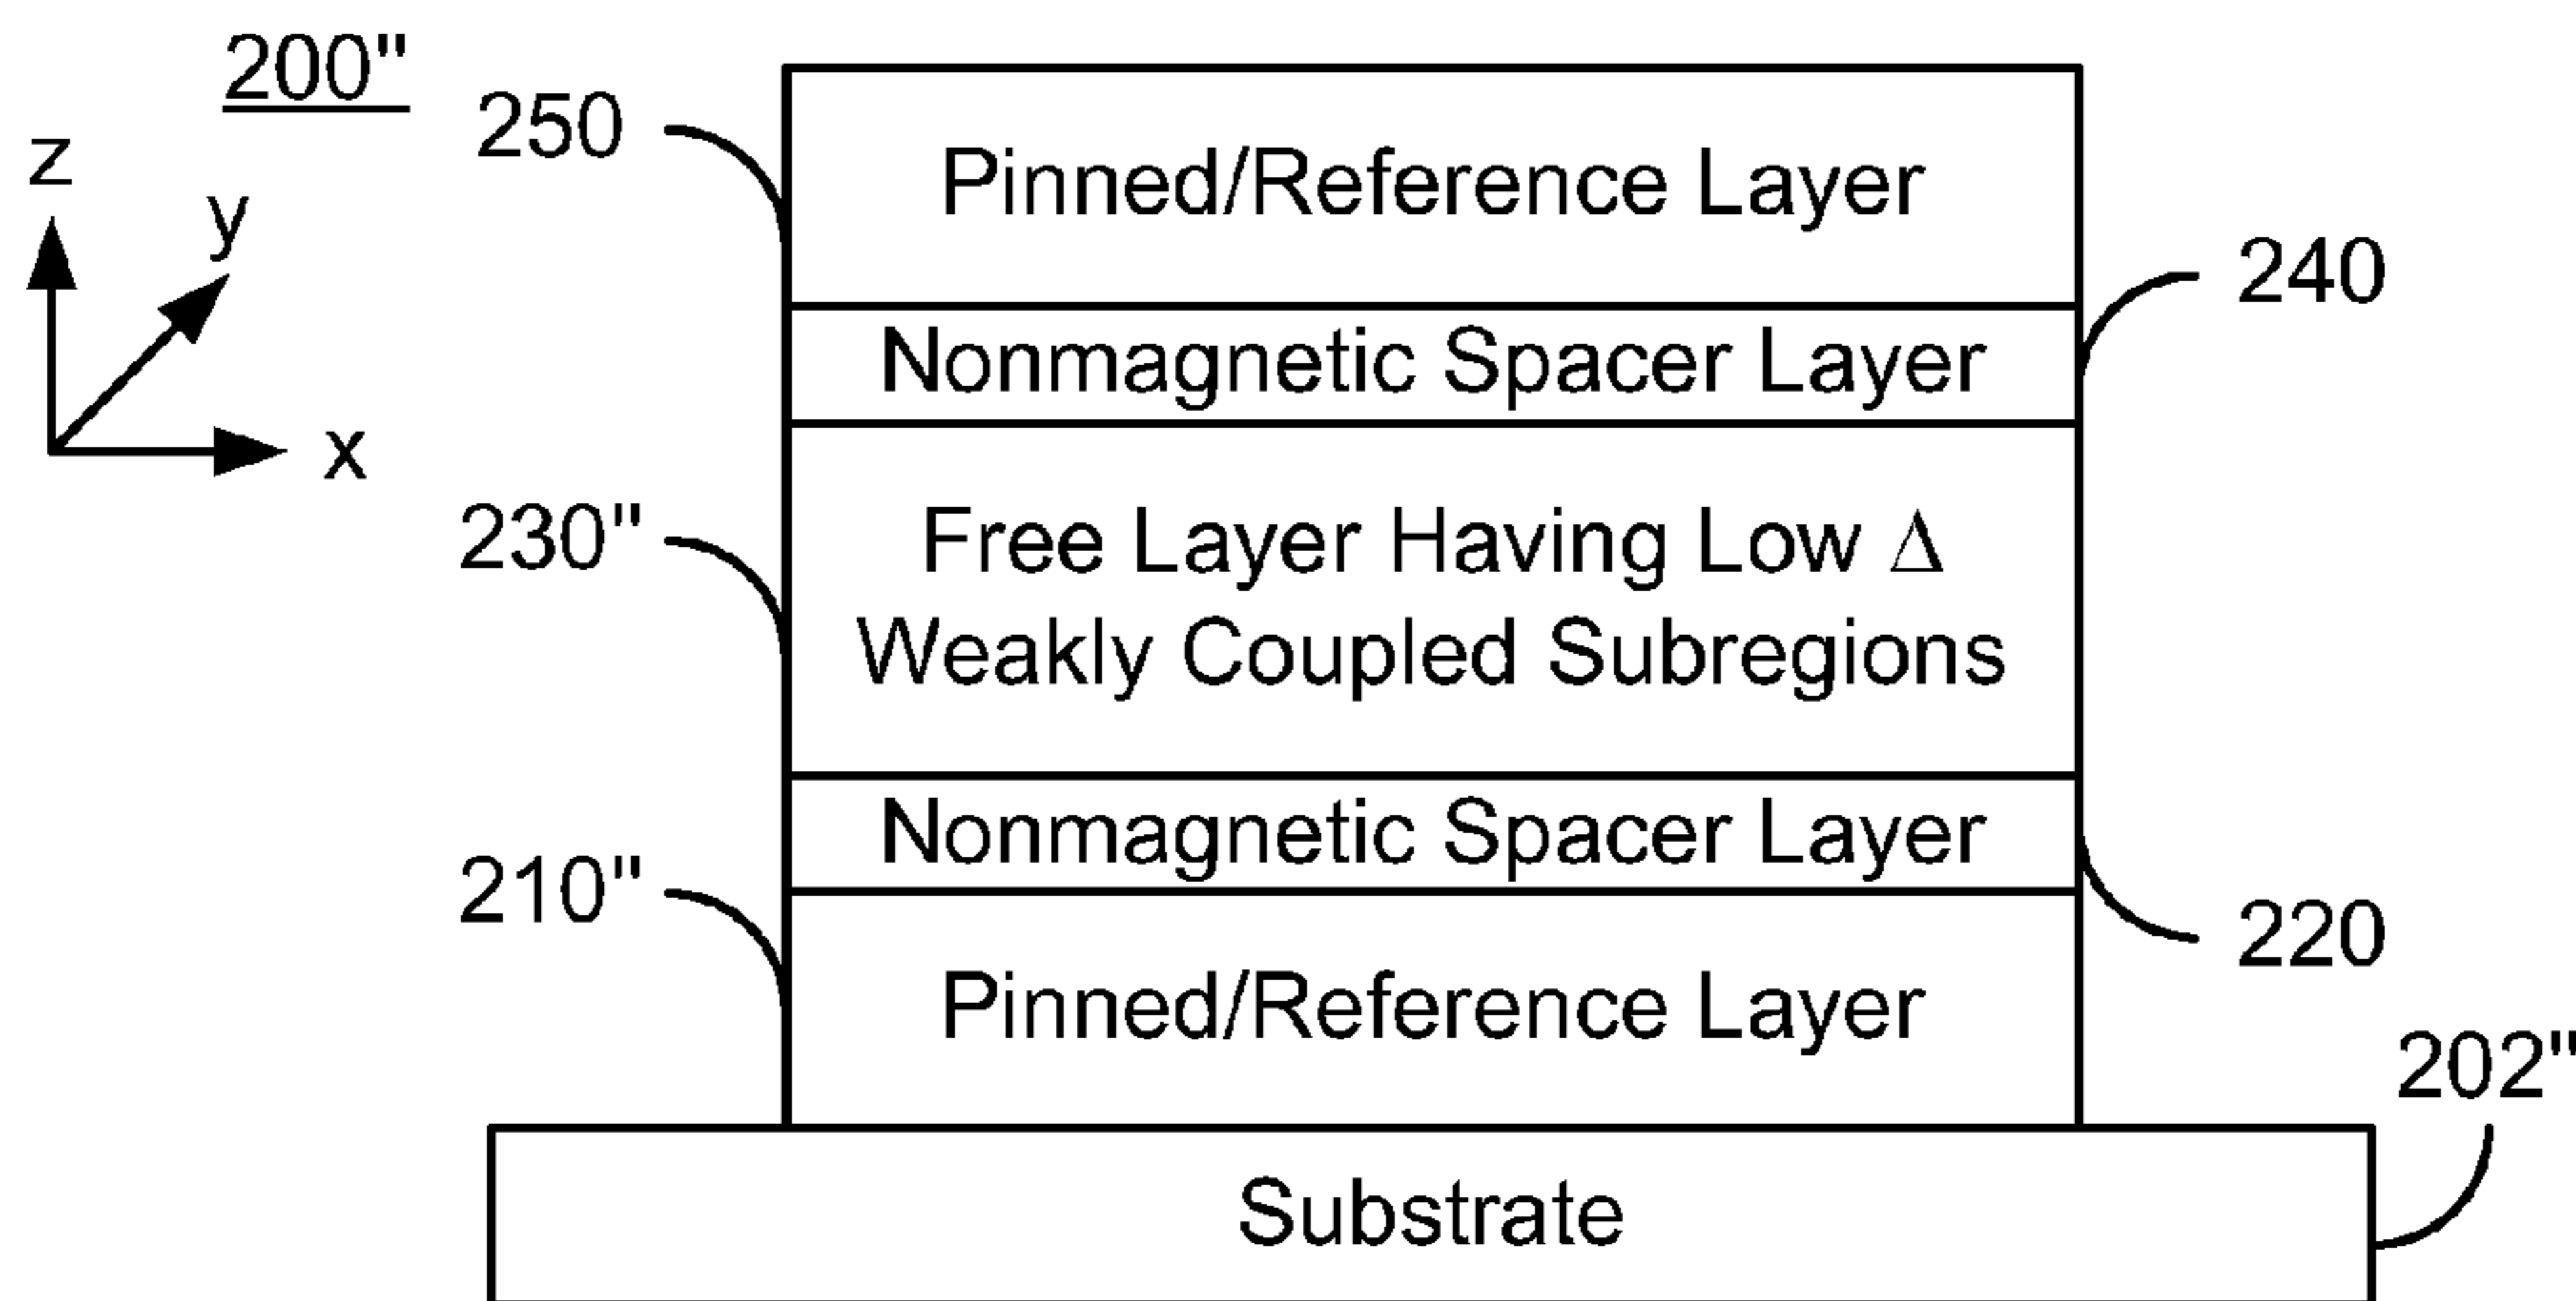 200"
z
y
x
250
Pinned/Reference Layer
240
Nonmagnetic Spacer Layer
230"
Free Layer Having Low Δ
Weakly Coupled Subregions
Nonmagnetic Spacer Layer
210"
220
Pinned/Reference Layer
202"
Substrate